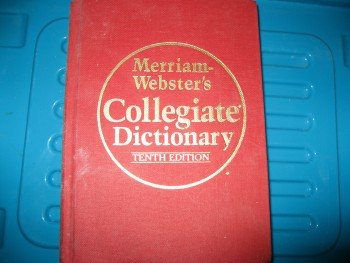 Merriam-
Webster's
Collegiate®
Dictionary
TENTH EDITION